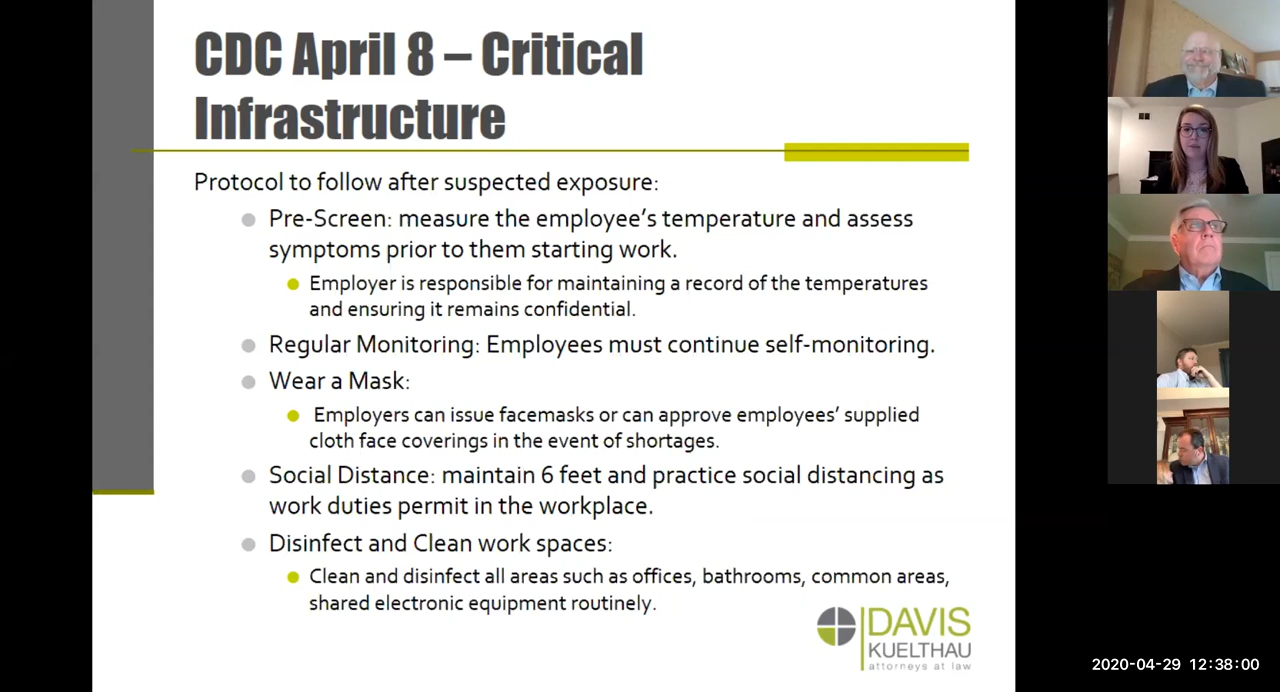 CDC April 8 – Critical
Infrastructure
Protocol to follow after suspected exposure:
Pre-Screen: measure the employee's temperature and assess
symptoms prior to them starting work.
Employer is responsible for maintaining a record of the temperatures
and ensuring it remains confidential.
Regular Monitoring: Employees must continue self-monitoring.
Wear a Mask:
Employers can issue facemasks or can approve employees' supplied
cloth face coverings in the event of shortages.
Social Distance: maintain 6 feet and practice social distancing as
work duties permit in the workplace.
Disinfect and Clean work spaces:
Clean and disinfect all areas such as offices, bathrooms, common areas,
shared electronic equipment routinely.
DAVIS
KUELTHAU
attorneys at law
2020-04-29 12:38:00